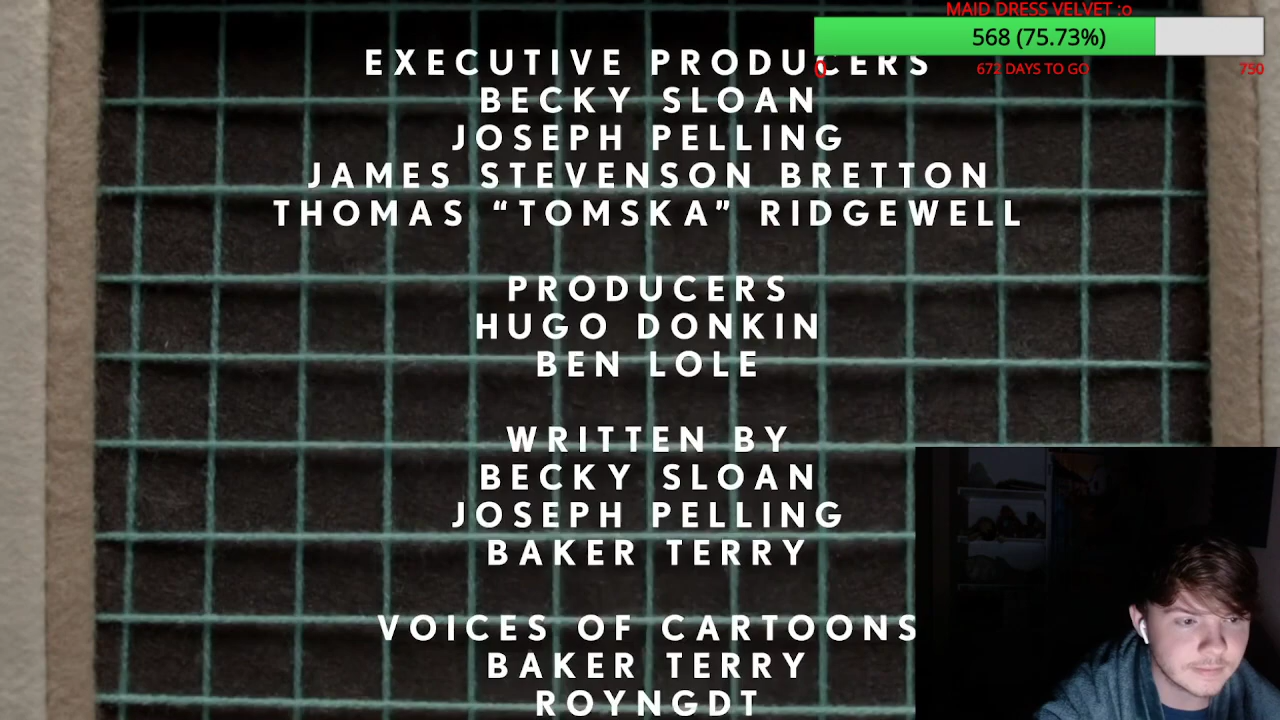 MAID DRESS VELVET :o
568 (75.73%)
0
672 DAYS TO GO
750
EXECUTIVE PRODUCERS
BECKY SLOAN
JOSEPH PELLING
JAMES STEVENSON BRETTON
THOMAS “TOMSKA” RIDGEWELL
PRODUCERS
HUGO DONKIN
BEN LOLE
WRITTEN BY
BECKY SLOAN
JOSEPH PELLING
BAKER TERRY
VOICES OF CARTOONS
BAKER TERRY
ROYNGDT